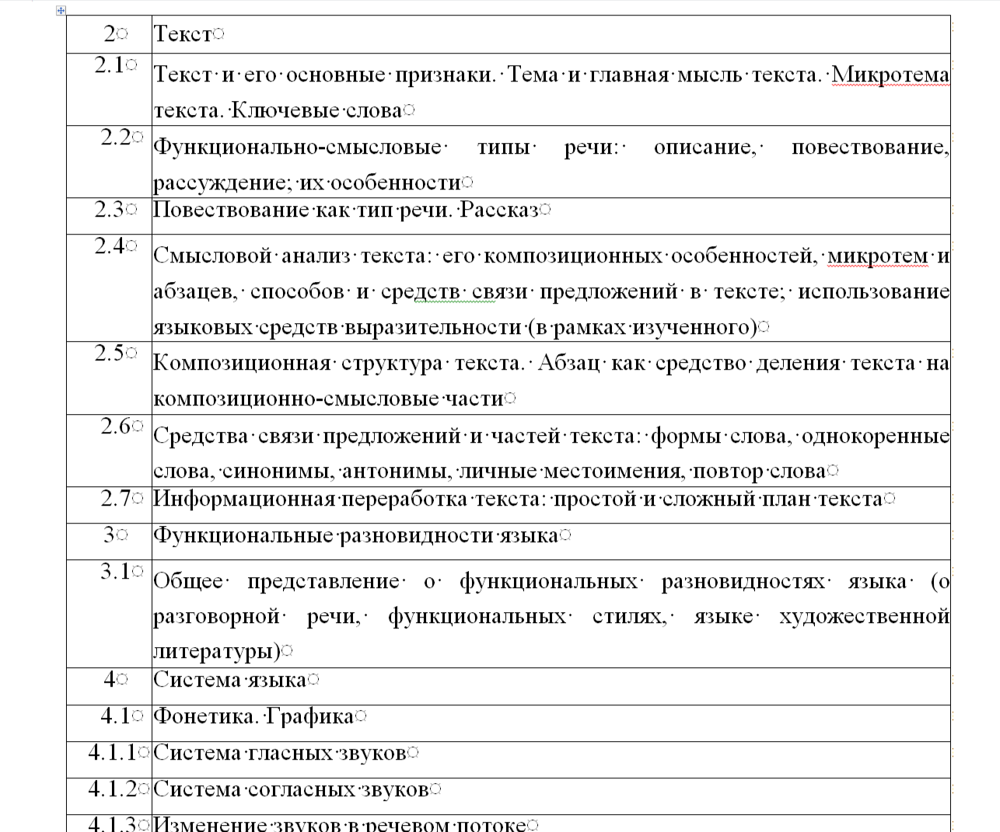 2 Текст
2.1 Текст и его основные признаки. Тема и главная мысль текста. Микротема
текста. Ключевые слова
2.2 Функционально-смысловые типы речи: описание, повествование,
рассуждение; их особенности
2.3 Повествование как тип речи. Рассказ
2.4 Смысловой анализ текста: его композиционных особенностей, микротем и
абзацев, способов и средств связи предложений в тексте; использование
языковых средств выразительности (в рамках изученного)
2.5 Композиционная структура текста. Абзац как средство деления текста на
композиционно-смысловые части
2.6 Средства связи предложений и частей текста: формы слова, однокоренные
слова, синонимы, антонимы, личные местоимения, повтор слова
2.7 Информационная переработка текста: простой и сложный план текста
3 Функциональные разновидности языка
3.1 Общее представление о функциональных разновидностях языка (о
разговорной речи, функциональных стилях, языке художественной
литературы)
4 Система языка
4.1 Фонетика. Графика
4.1.1 Система гласных звуков
4.1.2 Система согласных звуков
4.1.3 Изменение звуков в речевом потоке